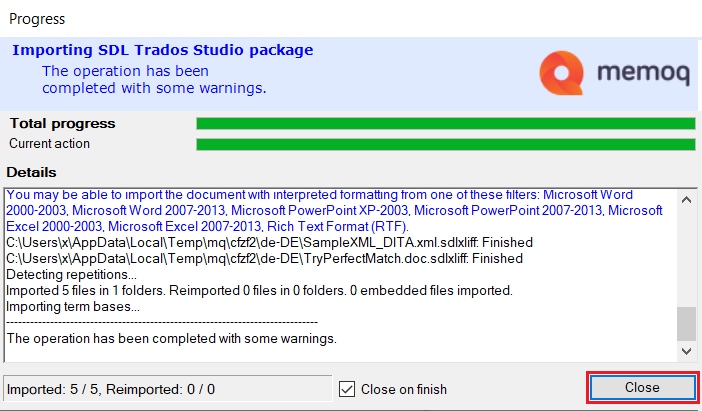 Progress
Importing SDL Trados Studio package
The operation has been
completed with some warnings.
memoq
Total progress
Current action
Details
You may be able to import the document with interpreted formatting from one of these filters: Microsoft Word
2000-2003, Microsoft Word 2007-2013, Microsoft PowerPoint XP-2003, Microsoft PowerPoint 2007-2013, Microsoft
Excel 2000-2003, Microsoft Excel 2007-2013, Rich Text Format (RTF).
C:\Users\x\AppData\Local\Temp\mq\cfzf2\de-DE\SampleXML_DITA.xml.sdlxliff: Finished
C:\Users\x\AppData\Local\Temp\mq\cfzf2\de-DE\TryPerfectMatch.doc.sdlxliff: Finished
Detecting repetitions...
Imported 5 files in 1 folders. Reimported 0 files in 0 folders. 0 embedded files imported.
Importing term bases...
------------------------------------------------------------------------------
The operation has been completed with some warnings.
Imported: 5 / 5, Reimported: 0 / 0
Close on finish
Close